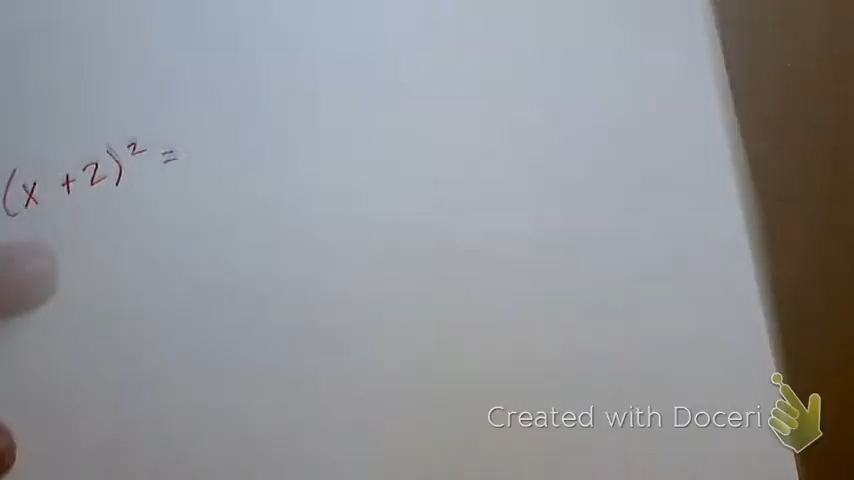 (x + 2)² =
Created with Doceri